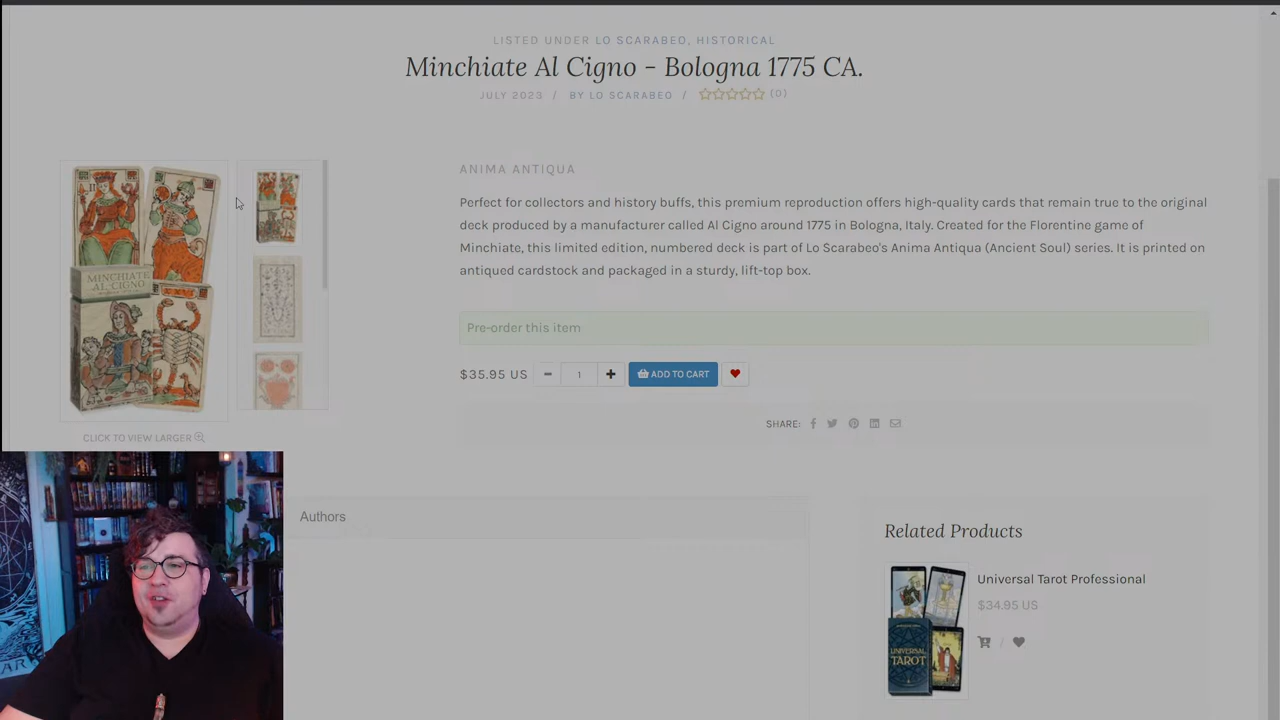 LISTED UNDER LO SCARABEO, HISTORICAL
Minchiate Al Cigno - Bologna 1775 CA.
JULY 2023 / BY LO SCARABEO / (0)
ANIMA ANTIQUA
Perfect for collectors and history buffs, this premium reproduction offers high-quality cards that remain true to the original
deck produced by a manufacturer called Al Cigno around 1775 in Bologna, Italy. Created for the Florentine game of
Minchiate, this limited edition, numbered deck is part of Lo Scarabeo's Anima Antiqua (Ancient Soul) series. It is printed on
antiqued cardstock and packaged in a sturdy, lift-top box.
MINCHIATE
AL CIGNO
Pre-order this item
$35.95 US - 1 + ADD TO CART
SHARE:
CLICK TO VIEW LARGER
Authors
Related Products
Universal Tarot Professional
$34.95 US
UNIVERSAL
TAROT